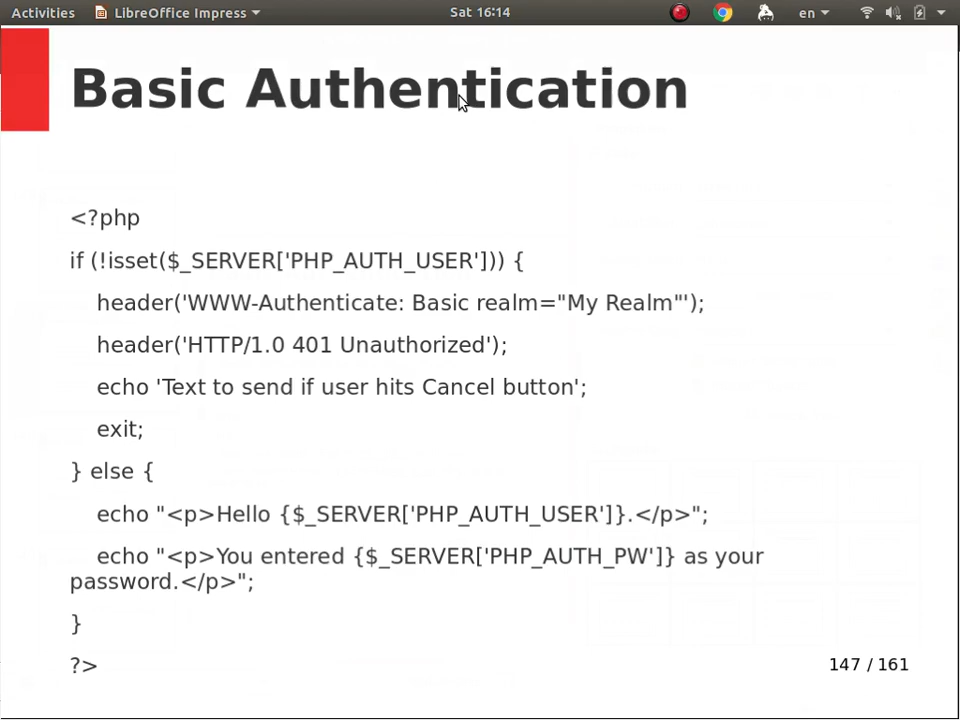 Activities LibreOffice Impress Sat 16:14 en
Basic Authentication
<?php
if (!isset($_SERVER['PHP_AUTH_USER'])) {
header('WWW-Authenticate: Basic realm="My Realm"');
header('HTTP/1.0 401 Unauthorized');
echo 'Text to send if user hits Cancel button';
exit;
} else {
echo "<p>Hello {$_SERVER['PHP_AUTH_USER']}.</p>";
echo "<p>You entered {$_SERVER['PHP_AUTH_PW']} as your
password.</p>";
}
?>
147 / 161